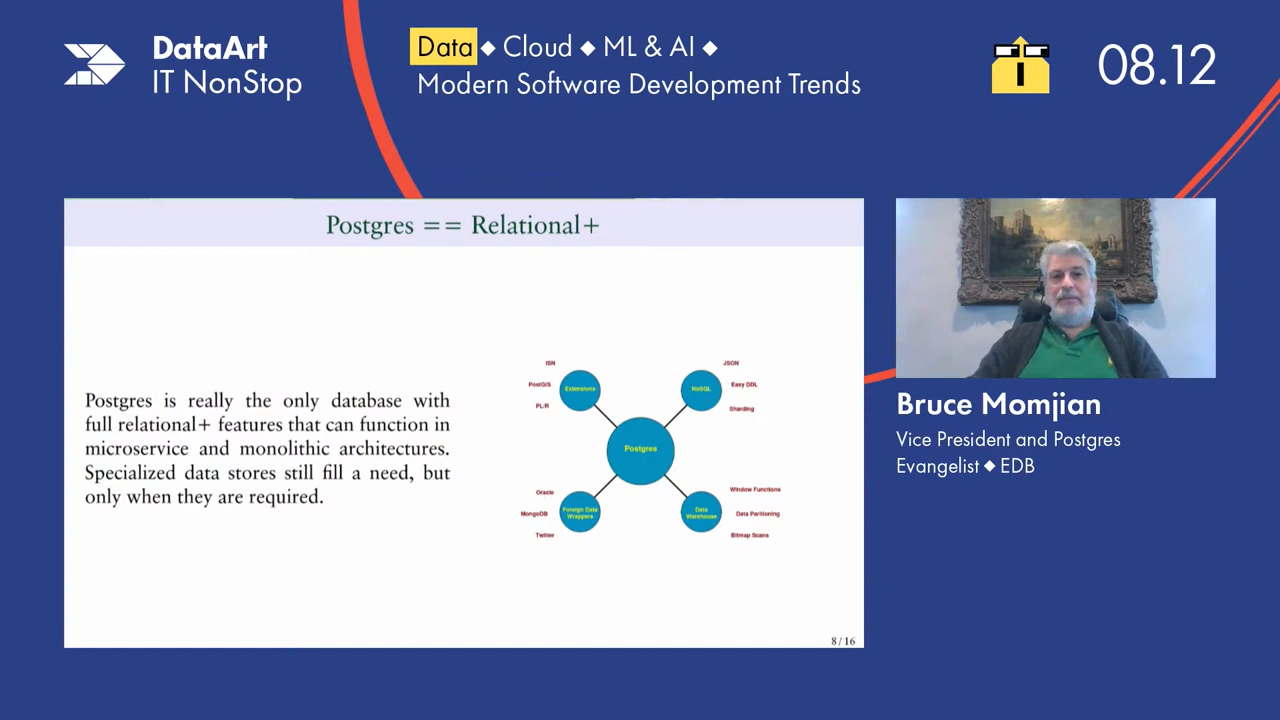 DataArt
IT NonStop
Data ◆ Cloud ◆ ML & AI ◆
Modern Software Development Trends
08.12
Postgres == Relational+
Postgres is really the only database with
full relational+ features that can function in
microservice and monolithic architectures.
Specialized data stores still fill a need, but
only when they are required.
ISN
PostGIS
PL/R
Extensions
JSON
Easy DDL
Sharding
NoSQL
Postgres
Oracle
MongoDB
Twitter
Foreign Data
Wrappers
Window Functions
Data Paritioning
Bitmap Scans
Data
Warehouse
8 / 16
Bruce Momjian
Vice President and Postgres
Evangelist ◆ EDB